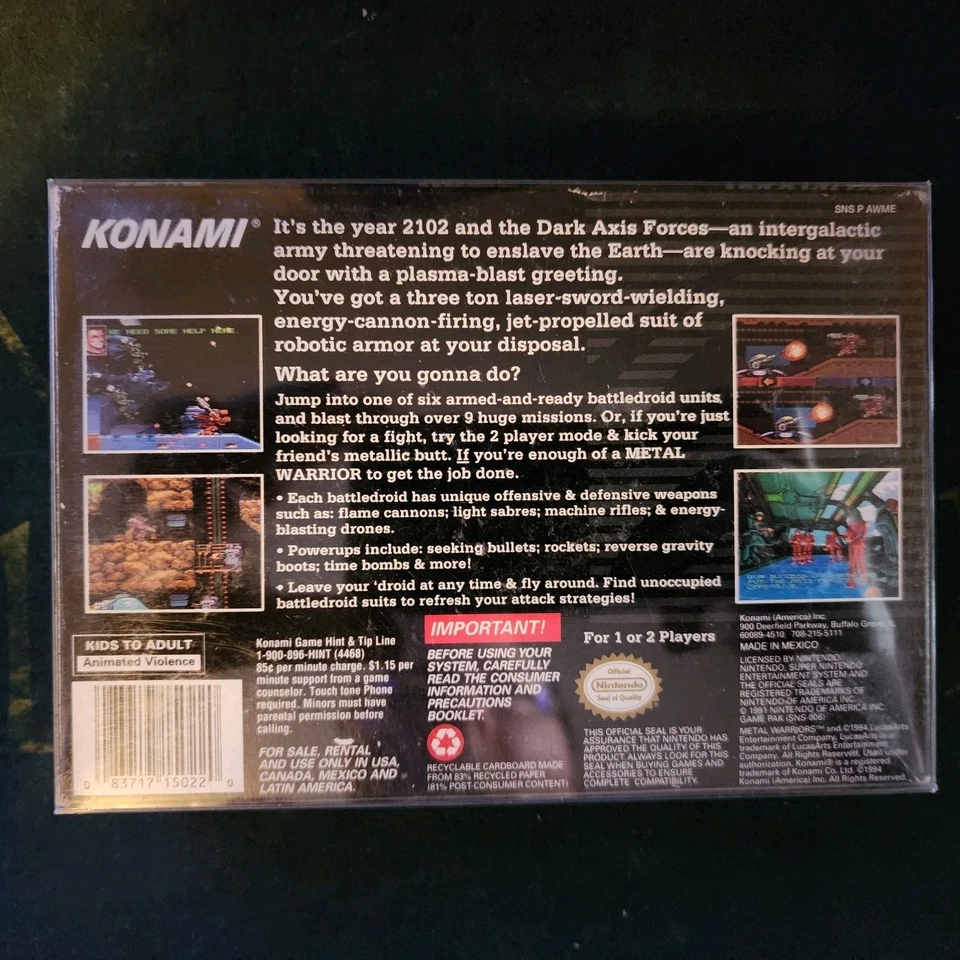 SNS P AWME
KONAMI®
It's the year 2102 and the Dark Axis Forces—an intergalactic
army threatening to enslave the Earth—are knocking at your
door with a plasma-blast greeting.
You've got a three ton laser-sword-wielding,
energy-cannon-firing, jet-propelled suit of
robotic armor at your disposal.
What are you gonna do?
Jump into one of six armed-and-ready battledroid units
and blast through over 9 huge missions. Or, if you're just
looking for a fight, try the 2 player mode & kick your
friend's metallic butt. If you're enough of a METAL
WARRIOR to get the job done.
• Each battledroid has unique offensive & defensive weapons
such as: flame cannons; light sabres; machine rifles; & energy-
blasting drones.
• Powerups include: seeking bullets; rockets; reverse gravity
boots; time bombs & more!
• Leave your 'droid at any time & fly around. Find unoccupied
battledroid suits to refresh your attack strategies!
WE NEED SOME HELP HERE.
KIDS TO ADULT
Animated Violence
0 83717 15022 0
Konami Game Hint & Tip Line
1-900-896-HINT (4468)
85¢ per minute charge. $1.15 per
minute support from a game
counselor. Touch tone Phone
required. Minors must have
parental permission before
calling.
FOR SALE, RENTAL
AND USE ONLY IN USA,
CANADA, MEXICO AND
LATIN AMERICA.
IMPORTANT!
BEFORE USING YOUR
SYSTEM, CAREFULLY
READ THE CONSUMER
INFORMATION AND
PRECAUTIONS
BOOKLET.
RECYCLABLE CARDBOARD MADE
FROM 83% RECYCLED PAPER
(81% POST-CONSUMER CONTENT)
For 1 or 2 Players
Official
Nintendo
Seal of Quality
THIS OFFICIAL SEAL IS YOUR
ASSURANCE THAT NINTENDO HAS
APPROVED THE QUALITY OF THIS
PRODUCT. ALWAYS LOOK FOR THIS
SEAL WHEN BUYING GAMES AND
ACCESSORIES TO ENSURE
COMPLETE COMPATIBILITY.
Konami (America) Inc.
900 Deerfield Parkway, Buffalo Grove, IL
60089-4510 708-215-5111
MADE IN MEXICO
LICENSED BY NINTENDO
NINTENDO, SUPER NINTENDO
ENTERTAINMENT SYSTEM AND
THE OFFICIAL SEALS ARE
REGISTERED TRADEMARKS OF
NINTENDO OF AMERICA INC.
© 1991 NINTENDO OF AMERICA INC.
GAME PAK (SNS-006)
METAL WARRIORS™ and ©1994 LucasArts
Entertainment Company. LucasArts is a
trademark of LucasArts Entertainment
Company. All Rights Reserved. Used under
authorization. Konami® is a registered
trademark of Konami Co. Ltd. ©1994
Konami (America) Inc. All Rights Reserved.